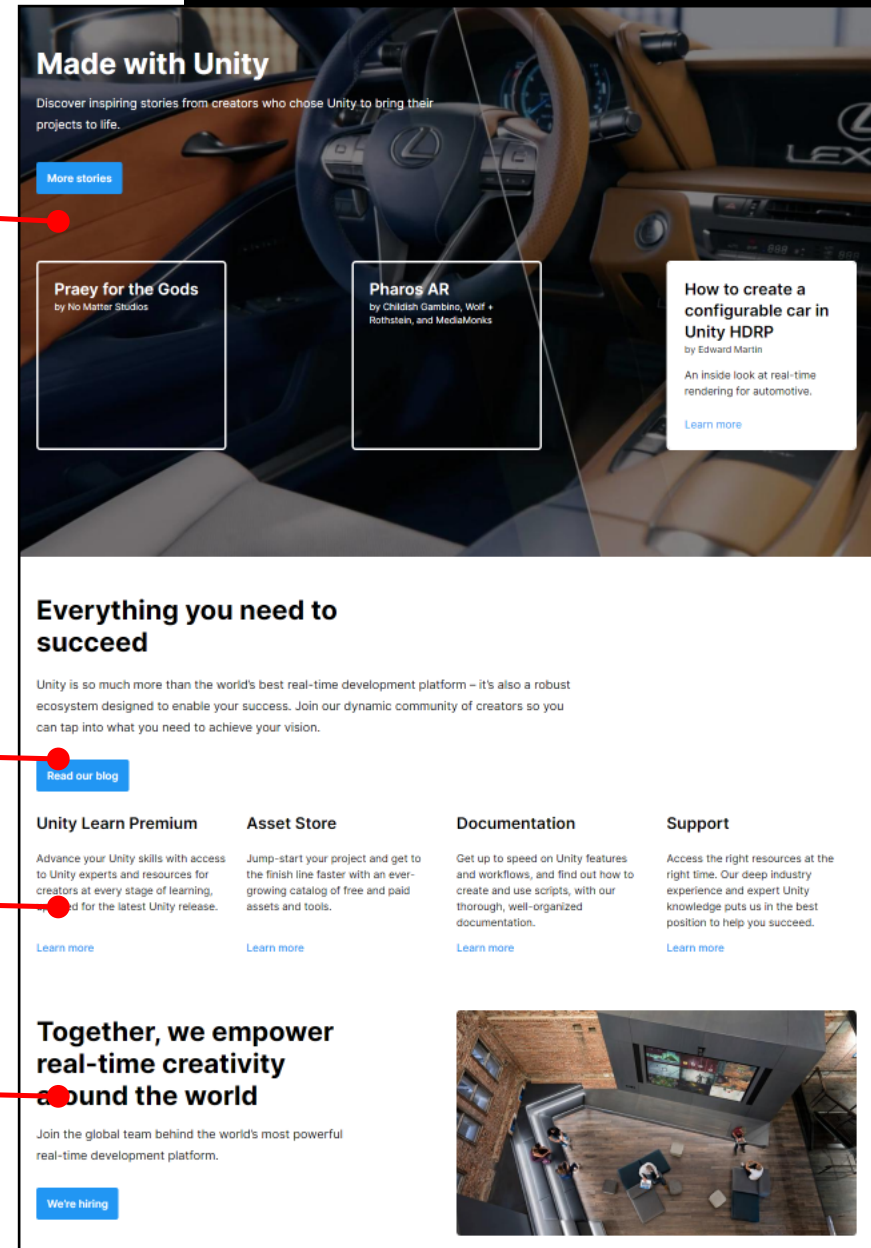 Made with Unity
Discover inspiring stories from creators who chose Unity to bring their
projects to life.
More stories
Praey for the Gods
by No Matter Studios
Pharos AR
by Childish Gambino, Wolf +
Rothstein, and MediaMonks
How to create a
configurable car in
Unity HDRP
by Edward Martin
An inside look at real-time
rendering for automotive.
Learn more
Everything you need to
succeed
Unity is so much more than the world's best real-time development platform – it's also a robust
ecosystem designed to enable your success. Join our dynamic community of creators so you
can tap into what you need to achieve your vision.
Read our blog
Unity Learn Premium
Advance your Unity skills with access
to Unity experts and resources for
creators at every stage of learning,
for the latest Unity release.
Learn more
Asset Store
Jump-start your project and get to
the finish line faster with an ever-
growing catalog of free and paid
assets and tools.
Learn more
Documentation
Get up to speed on Unity features
and workflows, and find out how to
create and use scripts, with our
thorough, well-organized
documentation.
Learn more
Support
Access the right resources at the
right time. Our deep industry
experience and expert Unity
knowledge puts us in the best
position to help you succeed.
Learn more
Together, we empower
real-time creativity
around the world
Join the global team behind the world's most powerful
real-time development platform.
We're hiring